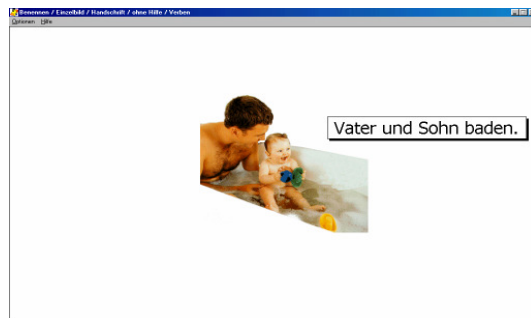 Benennen / Einzelbild / Handschrift / ohne Hilfe / Verben
Optionen Hilfe
Vater und Sohn baden.